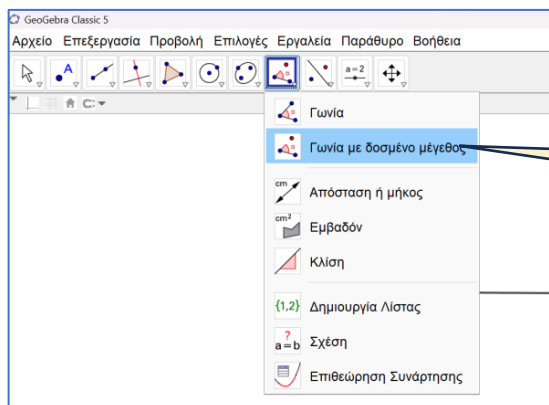 GeoGebra Classic 5
Αρχείο Επεξεργασία Προβολή Επιλογές Εργαλεία Παράθυρο Βοήθεια
A α a=2
α Γωνία
α Γωνία με δοσμένο μέγεθος
cm Απόσταση ή μήκος
cm² Εμβαδόν
Κλίση
{1,2} Δημιουργία Λίστας
? a=b Σχέση
Επιθεώρηση Συνάρτησης